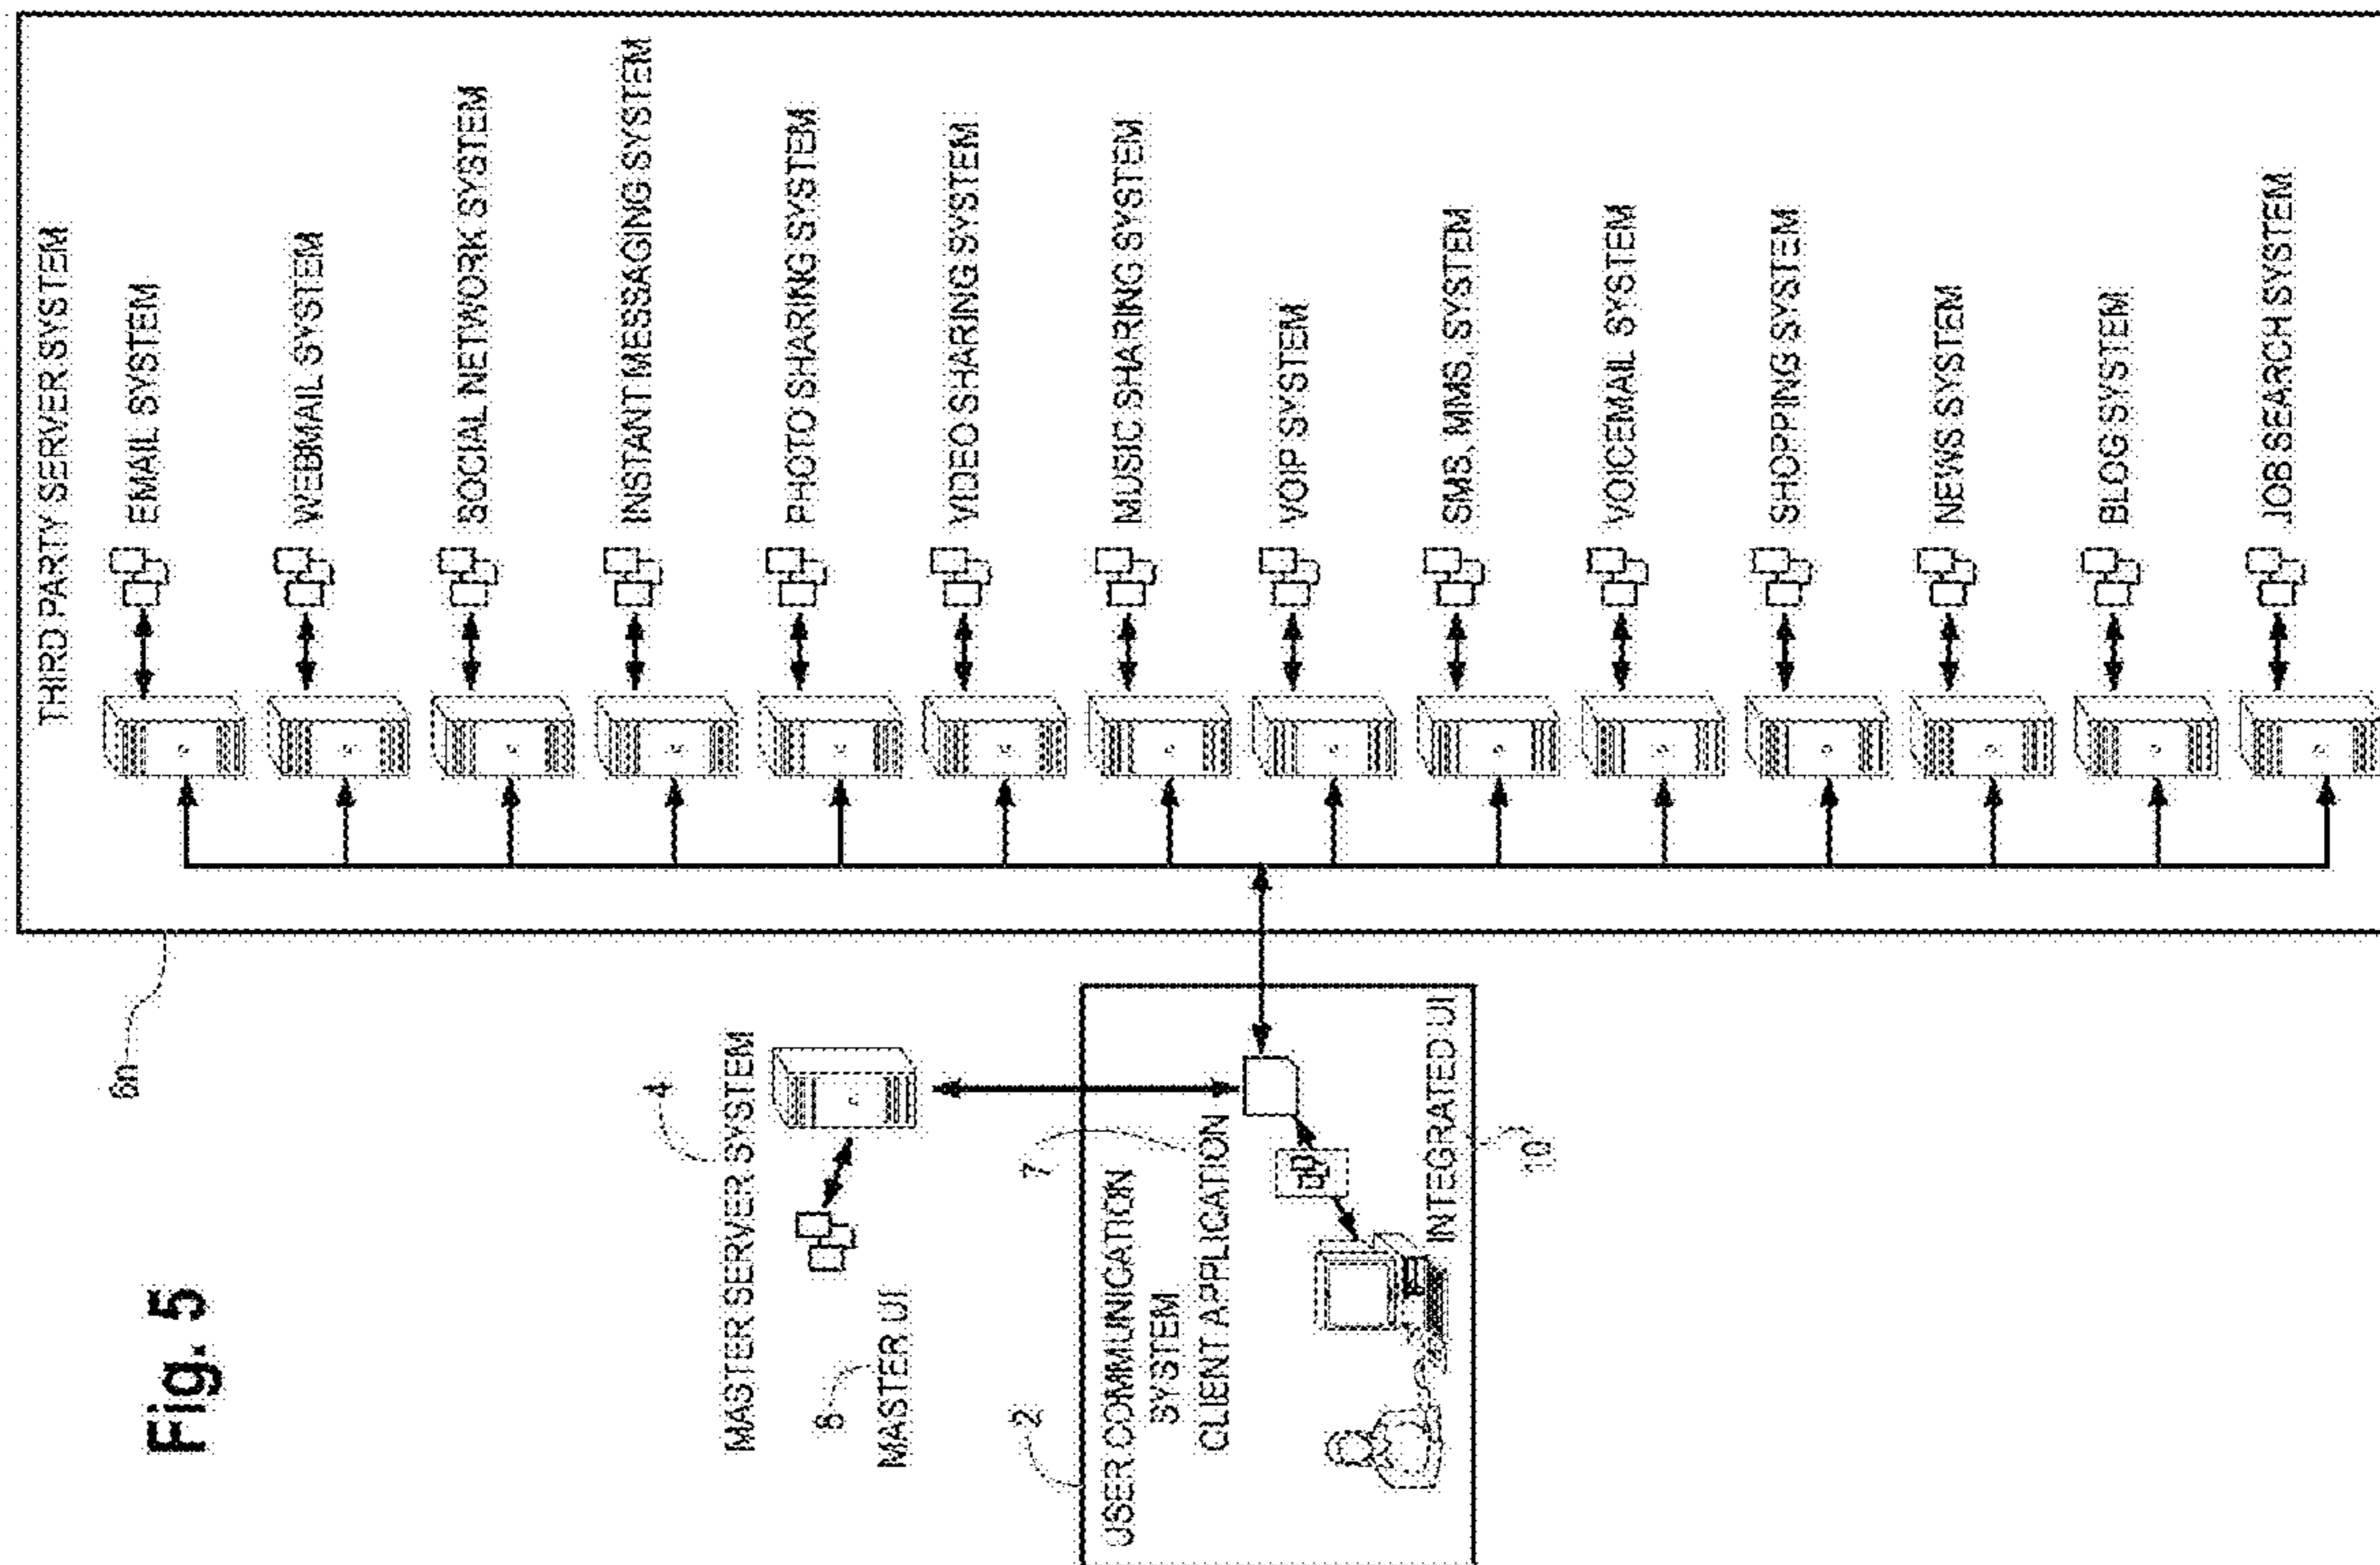 Fig. 5
6n
THIRD PARTY SERVER SYSTEM
EMAIL SYSTEM
WEBMAIL SYSTEM
SOCIAL NETWORK SYSTEM
INSTANT MESSAGING SYSTEM
PHOTO SHARING SYSTEM
VIDEO SHARING SYSTEM
MUSIC SHARING SYSTEM
VOIP SYSTEM
SMS, MMS, SYSTEM
VOICEMAIL SYSTEM
SHOPPING SYSTEM
NEWS SYSTEM
BLOG SYSTEM
JOB SEARCH SYSTEM
4
MASTER SERVER SYSTEM
8
MASTER UI
2
7
USER COMMUNICATION
SYSTEM
CLIENT APPLICATION
INTEGRATED UI
10